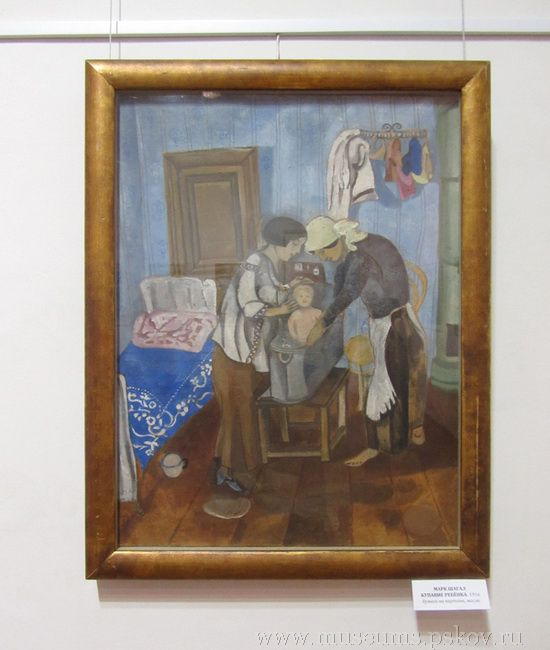 МАРК ШАГАЛ
КУПАНИЕ РЕБЁНКА. 1916
бумага на картоне, масло
www.museums.pskov.ru